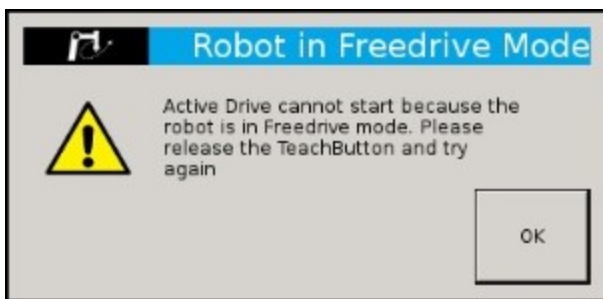 Robot in Freedrive Mode
Active Drive cannot start because the
robot is in Freedrive mode. Please
release the TeachButton and try
again
OK